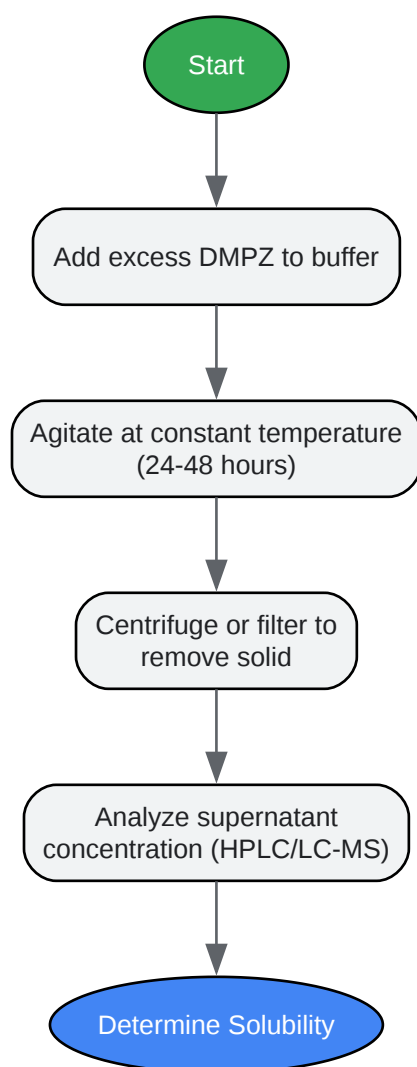 Start
Add excess DMPZ to buffer
Agitate at constant temperature
(24-48 hours)
Centrifuge or filter to
remove solid
Analyze supernatant
concentration (HPLC/LC-MS)
Determine Solubility